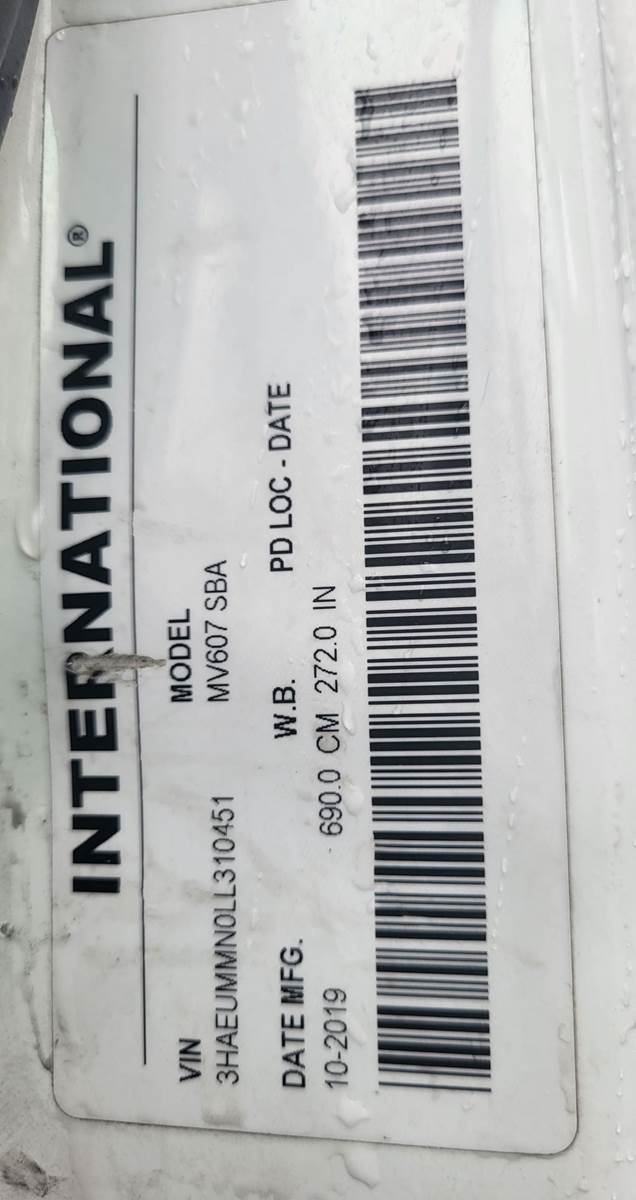 INTERNATIONAL®
VIN MODEL
3HAEUMMN0LL310451 MV607 SBA
DATE MFG. W.B. PD LOC - DATE
10-2019 690.0 CM 272.0 IN